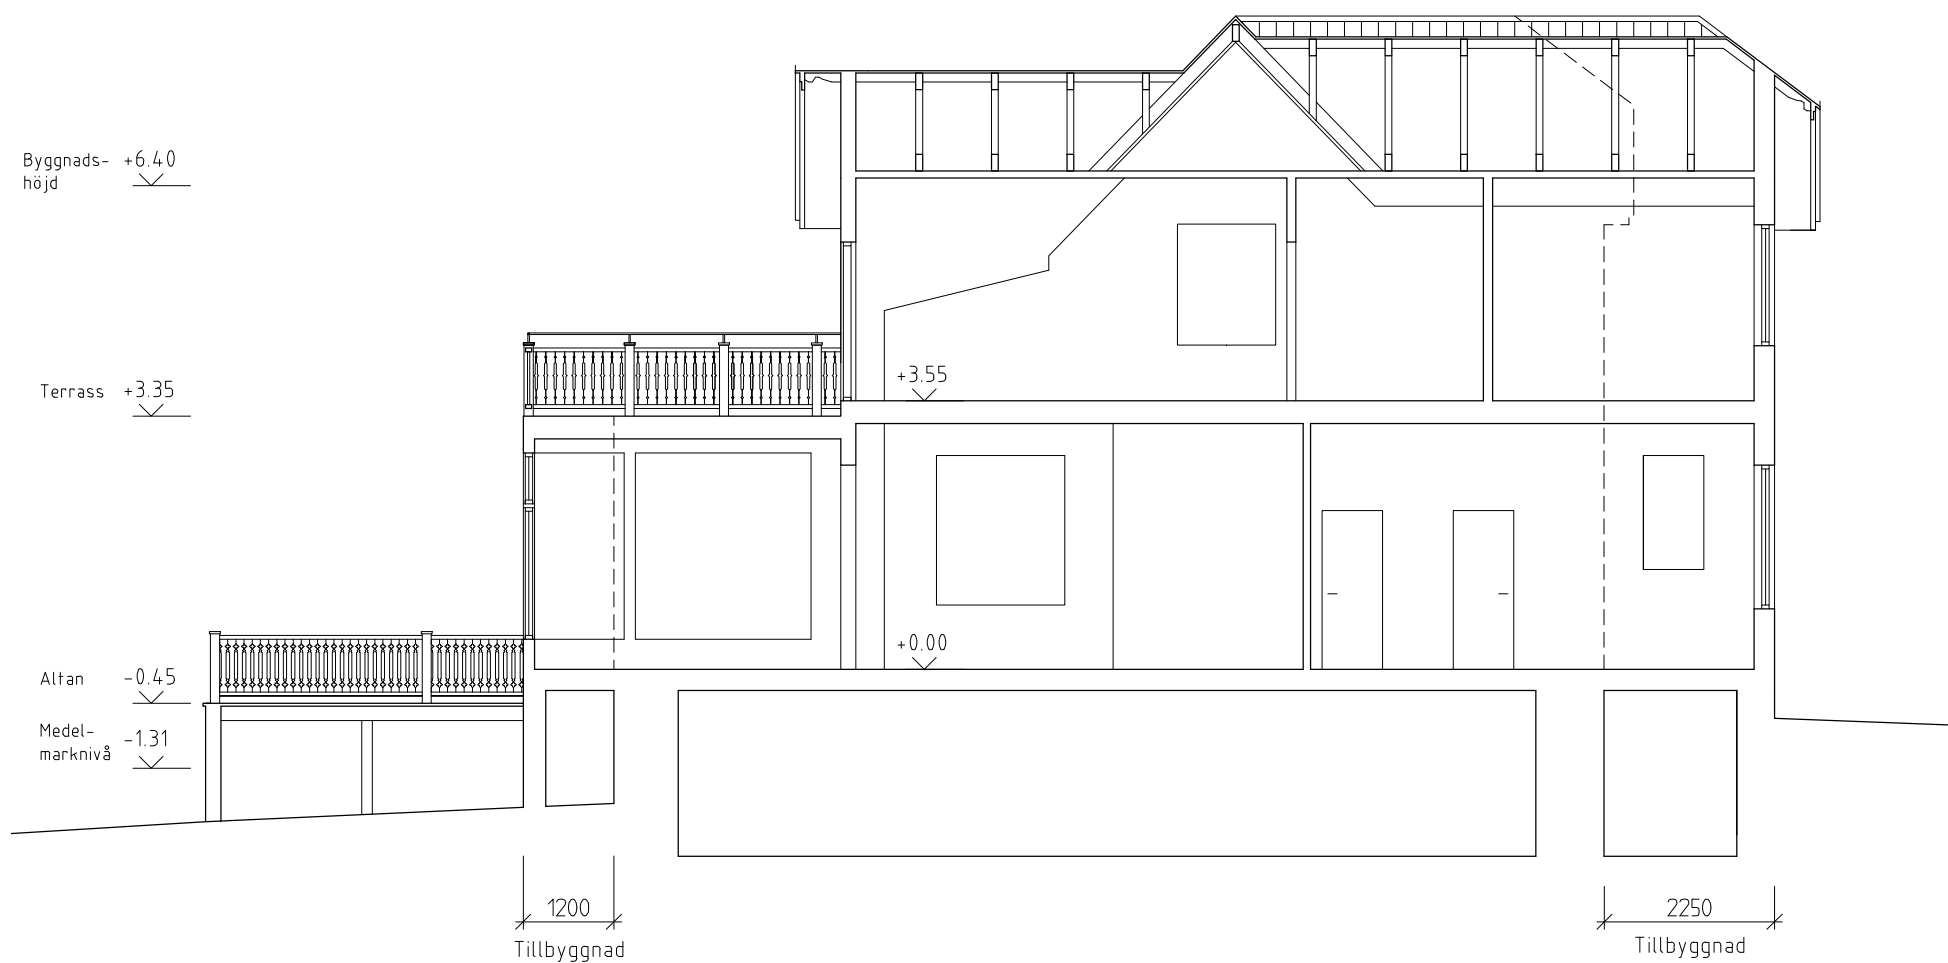 Byggnads- +6.40
höjd
Terrass +3.35
+3.55
+0.00
Altan -0.45
Medel- -1.31
marknivå
1200
Tillbyggnad
2250
Tillbyggnad